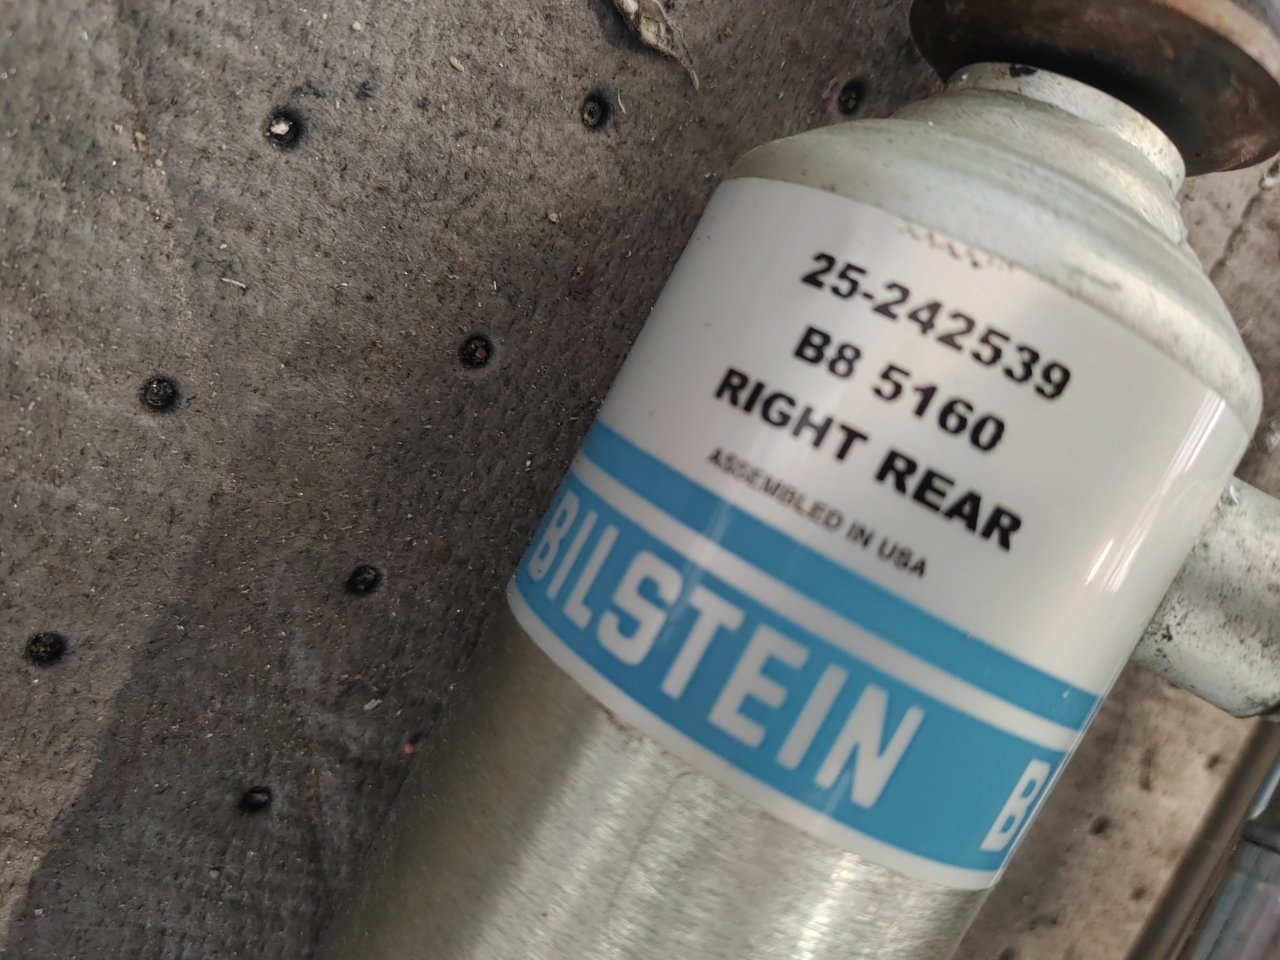 25-242539
B8 5160
RIGHT REAR
ASSEMBLED IN USA
BILSTEIN B